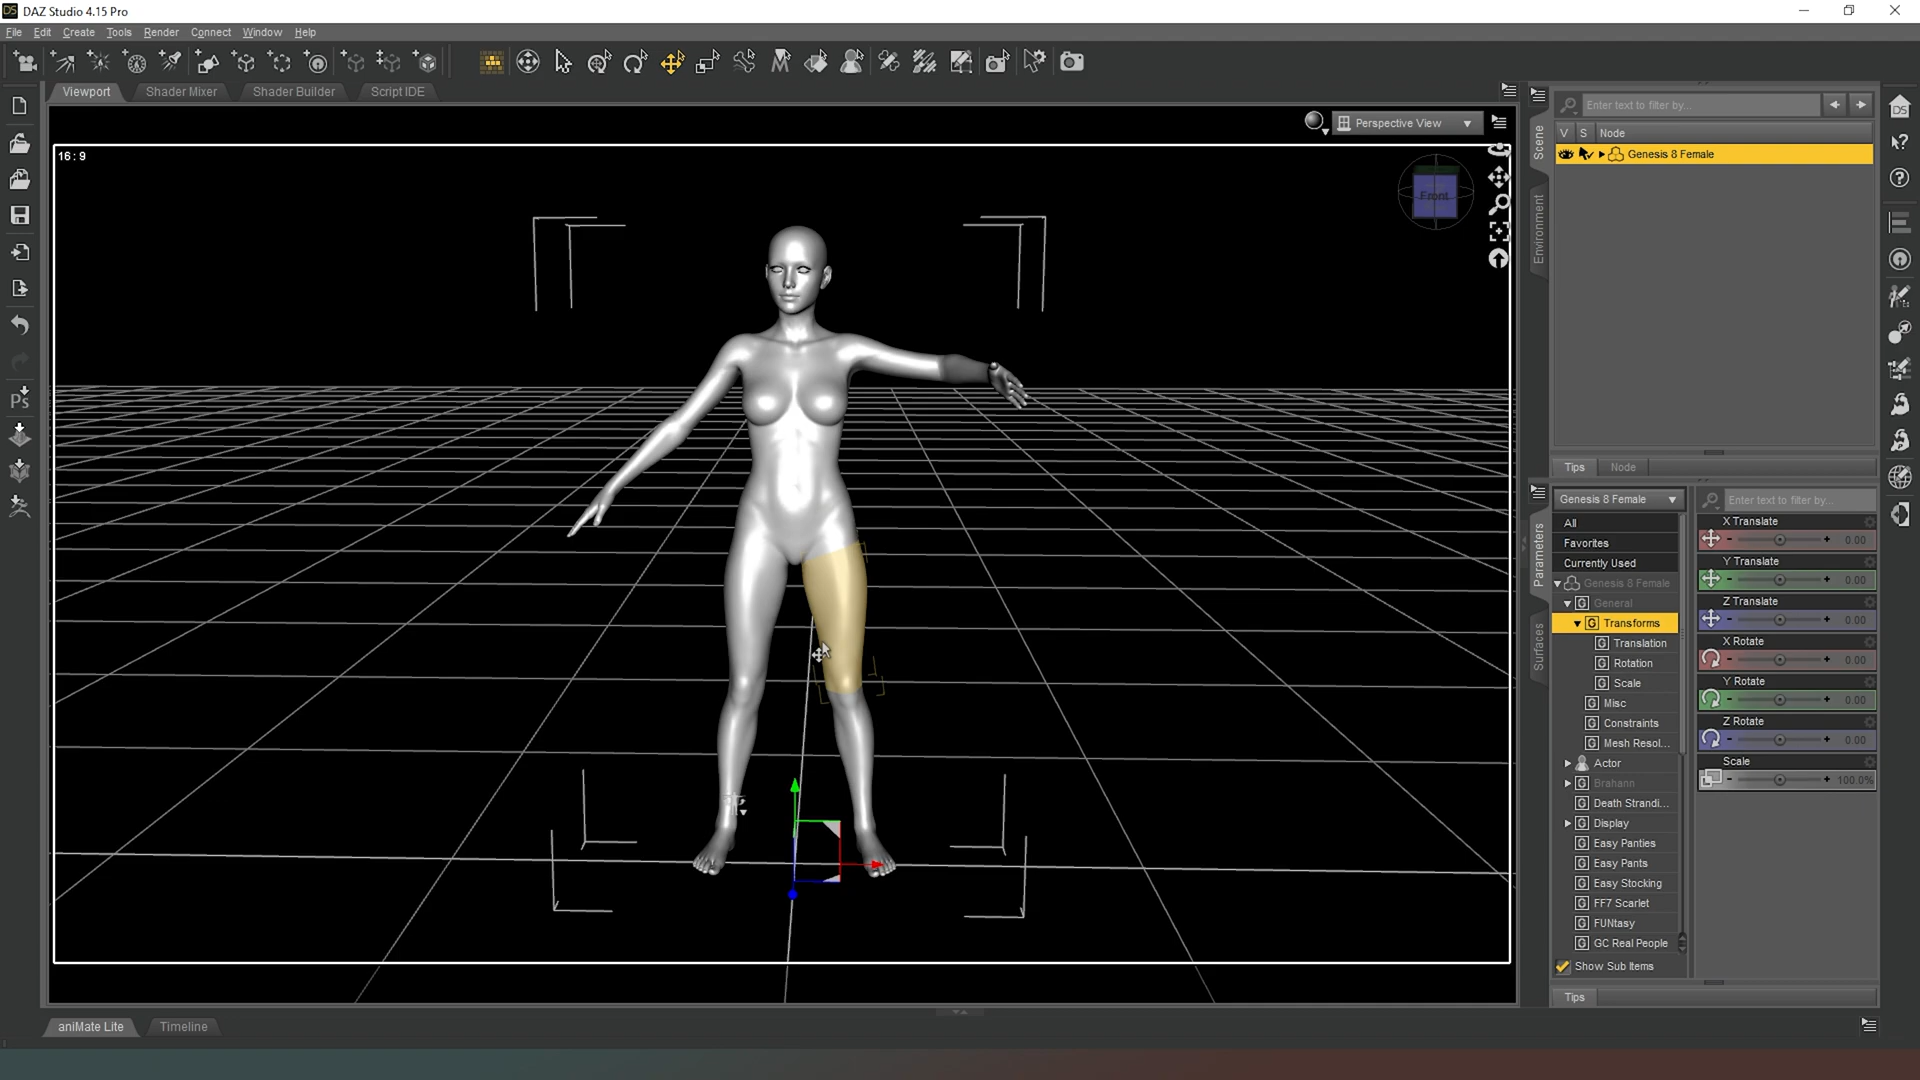 DAZ Studio 4.15 Pro
File Edit Create Tools Render Connect Window Help
Viewport Shader Mixer Shader Builder Script IDE
Perspective View
16 : 9
Front
Scene
Environment
Enter text to filter by...
V S Node
Genesis 8 Female
Tips Node
Parameters
Surfaces
Genesis 8 Female
All
Favorites
Currently Used
Genesis 8 Female
General
Transforms
Translation
Rotation
Scale
Misc
Constraints
Mesh Resol...
Actor
Brahann
Death Strandi...
Display
Easy Panties
Easy Pants
Easy Stocking
FF7 Scarlet
FUNtasy
GC Real People
Show Sub Items
Enter text to filter by...
X Translate
0.00
Y Translate
0.00
Z Translate
0.00
X Rotate
0.00
Y Rotate
0.00
Z Rotate
0.00
Scale
100.0%
Tips
Ps
DS
aniMate Lite Timeline